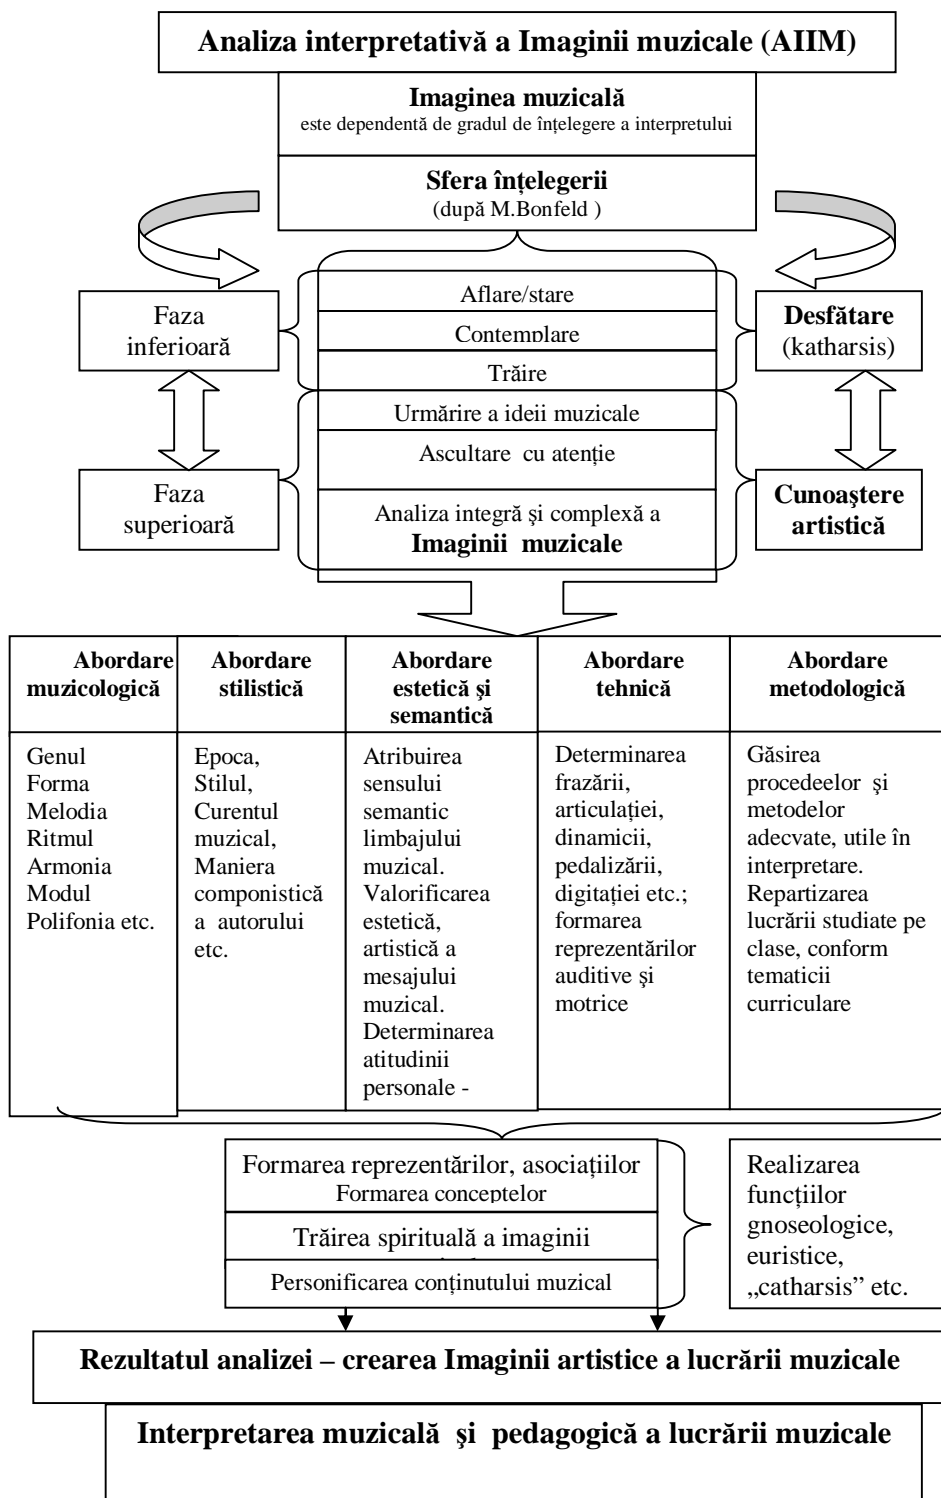 Analiza interpretativă a Imaginii muzicale (AIIM)
Imaginea muzicală
este dependentă de gradul de înțelegere a interpretului
Sfera înțelegerii
(după M.Bonfeld )
Aflare/stare
Contemplare
Trăire
Urmărire a ideii muzicale
Ascultare cu atenție
Analiza integră şi complexă a
Imaginii muzicale
Faza
inferioară
Faza
superioară
Desfătare
(katharsis)
Cunoaştere
artistică
Abordare
muzicologică
Genul
Forma
Melodia
Ritmul
Armonia
Modul
Polifonia etc.
Abordare
stilistică
Epoca,
Stilul,
Curentul
muzical,
Maniera
componistică
a autorului
etc.
Abordare
estetică şi
semantică
Atribuirea
sensului
semantic
limbajului
muzical.
Valorificarea
estetică,
artistică a
mesajului
muzical.
Determinarea
atitudinii
personale -
Abordare
tehnică
Determinarea
frazării,
articulației,
dinamicii,
pedalizării,
digitației etc.;
formarea
reprezentărilor
auditive şi
motrice
Abordare
metodologică
Găsirea
procedeelor şi
metodelor
adecvate, utile în
interpretare.
Repartizarea
lucrării studiate pe
clase, conform
tematicii
curriculare
Formarea reprezentărilor, asociațiilor
Formarea conceptelor
Trăirea spirituală a imaginii
Personificarea conținutului muzical
Realizarea
funcțiilor
gnoseologice,
euristice,
„catharsis” etc.
Rezultatul analizei – crearea Imaginii artistice a lucrării muzicale
Interpretarea muzicală şi pedagogică a lucrării muzicale